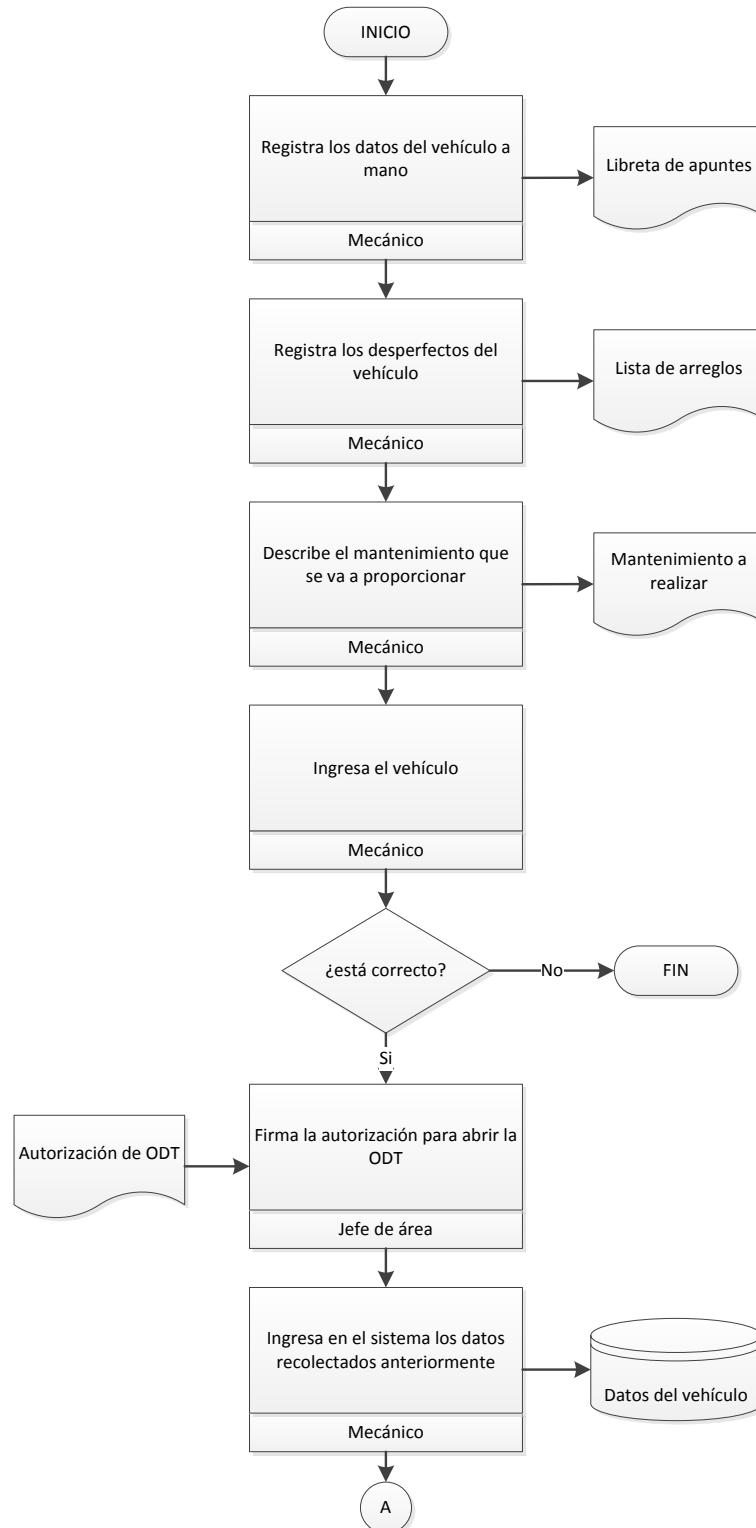 INICIO
Registra los datos del vehículo a
mano
Mecánico
Libreta de apuntes
Registra los desperfectos del
vehículo
Mecánico
Lista de arreglos
Describe el mantenimiento que
se va a proporcionar
Mecánico
Mantenimiento a
realizar
Ingresa el vehículo
Mecánico
¿está correcto?
No
FIN
Si
Autorización de ODT
Firma la autorización para abrir la
ODT
Jefe de área
Ingresa en el sistema los datos
recolectados anteriormente
Mecánico
Datos del vehículo
A